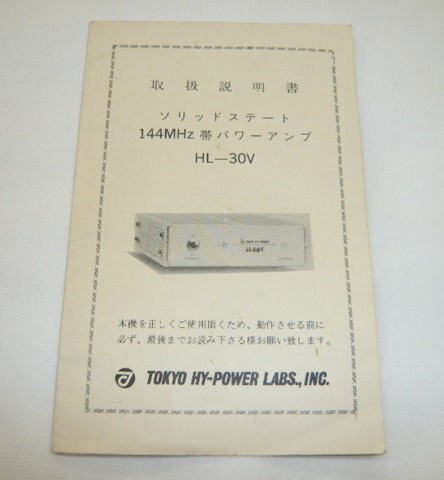 取扱説明書
ソリッドステート
144MHz 帯パワーアンプ
HL—30V
本機を正しくご使用頂くため、動作させる前に
必ず、最後までお読み下さる様お願い致します。
TOKYO HY-POWER LABS., INC.